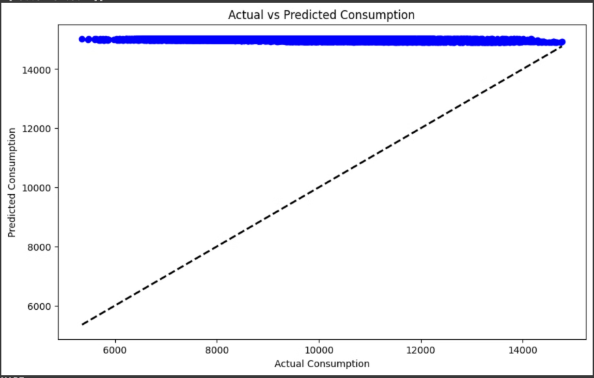 Actual vs Predicted Consumption
14000
12000
10000
8000
6000
Predicted Consumption
6000 8000 10000 12000 14000
Actual Consumption